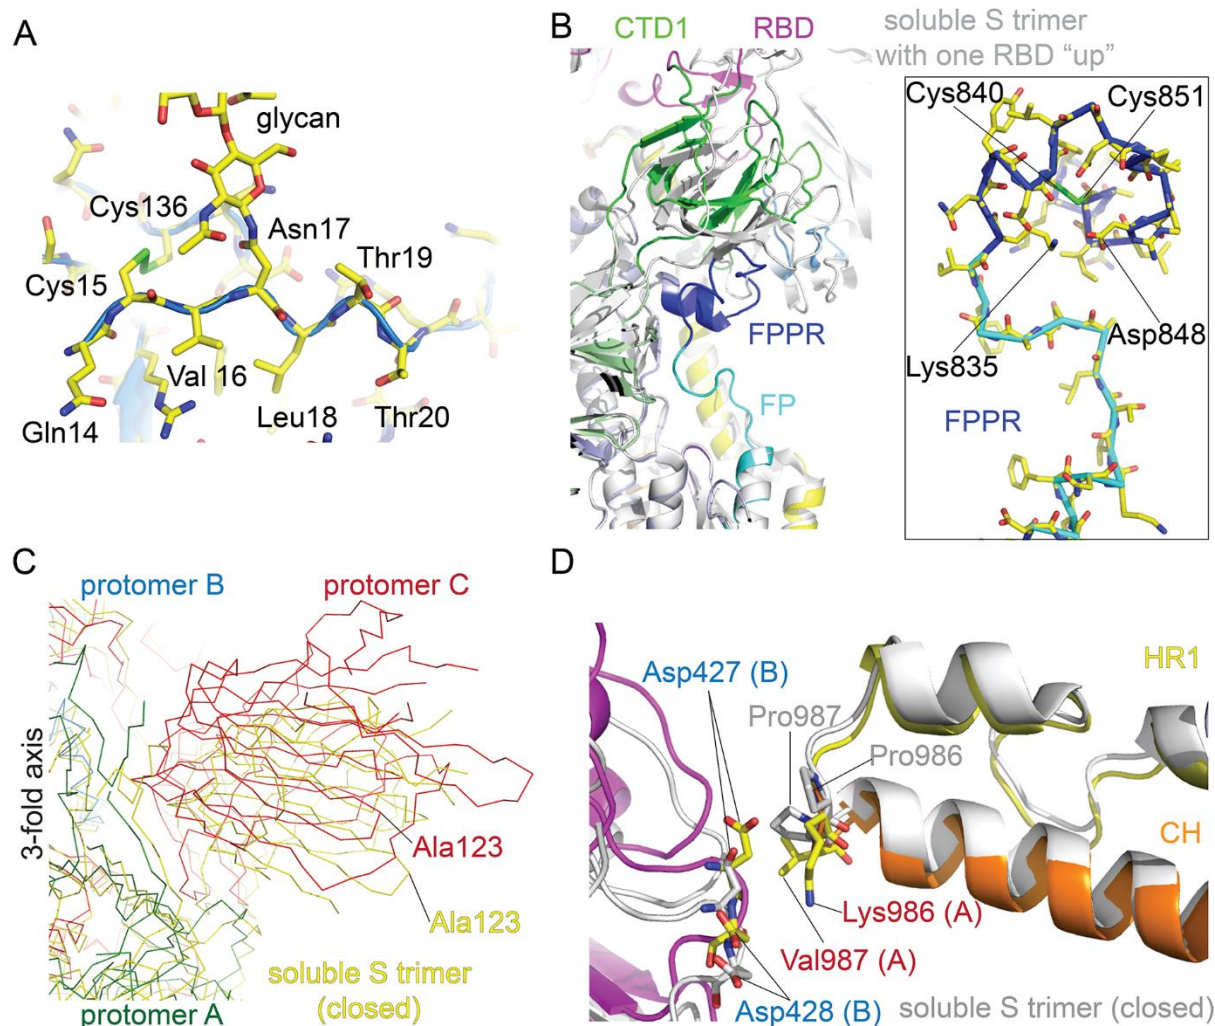 A
glycan
Cys136
Asn17
Cys15
Thr19
Val 16
Leu18
Thr20
Gln14
B
CTD1
RBD
soluble S trimer
with one RBD “up”
Cys840
Cys851
FPPR
FP
Lys835
Asp848
FPPR
C
protomer B
protomer C
3-fold axis
Ala123
Ala123
soluble S trimer
(closed)
protomer A
D
Asp427 (B)
HR1
Pro987
Pro986
CH
Lys986 (A)
Val987 (A)
Asp428 (B)
soluble S trimer (closed)